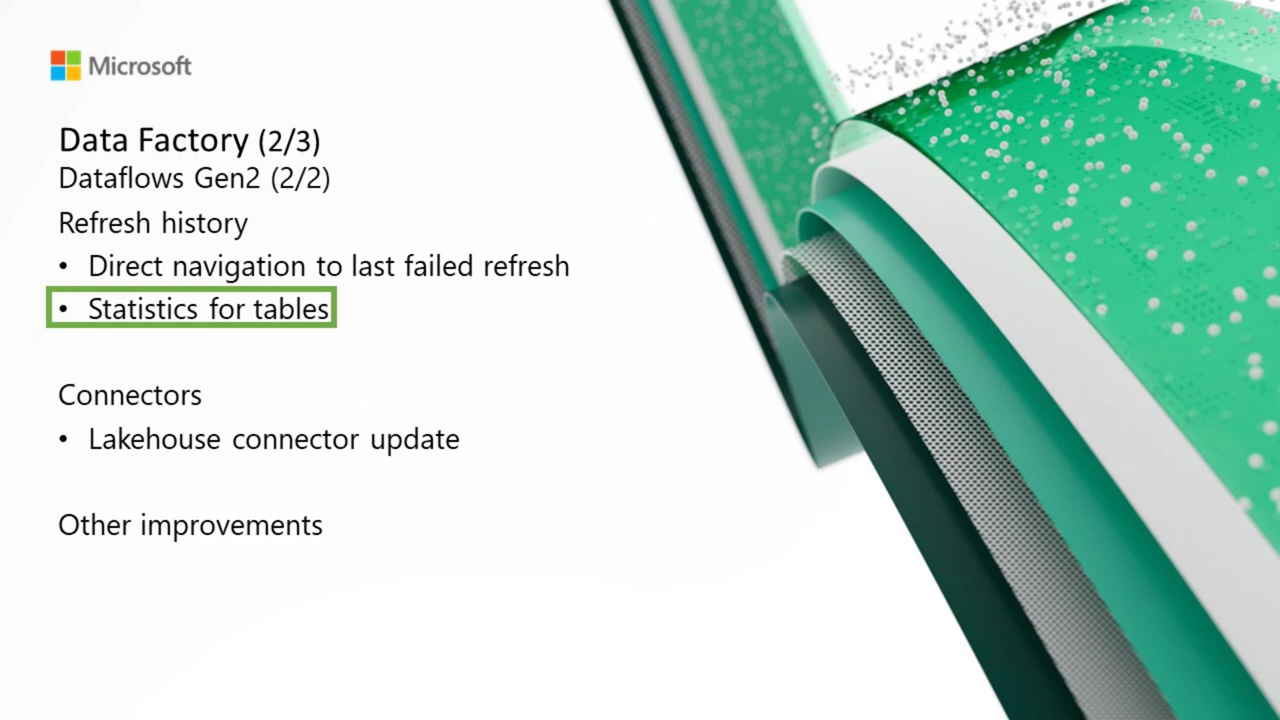 Microsoft
Data Factory (2/3)
Dataflows Gen2 (2/2)
Refresh history
• Direct navigation to last failed refresh
• Statistics for tables
Connectors
• Lakehouse connector update
Other improvements